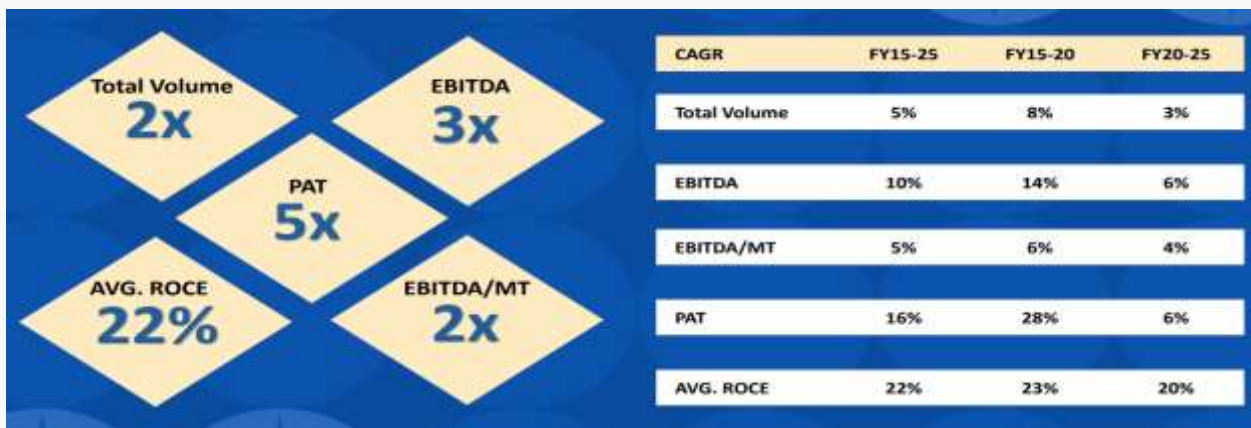 Total Volume
2x
EBITDA
3x
PAT
5x
AVG. ROCE
22%
EBITDA/MT
2x
CAGR FY15-25 FY15-20 FY20-25
Total Volume 5% 8% 3%
EBITDA 10% 14% 6%
EBITDA/MT 5% 6% 4%
PAT 16% 28% 6%
AVG. ROCE 22% 23% 20%